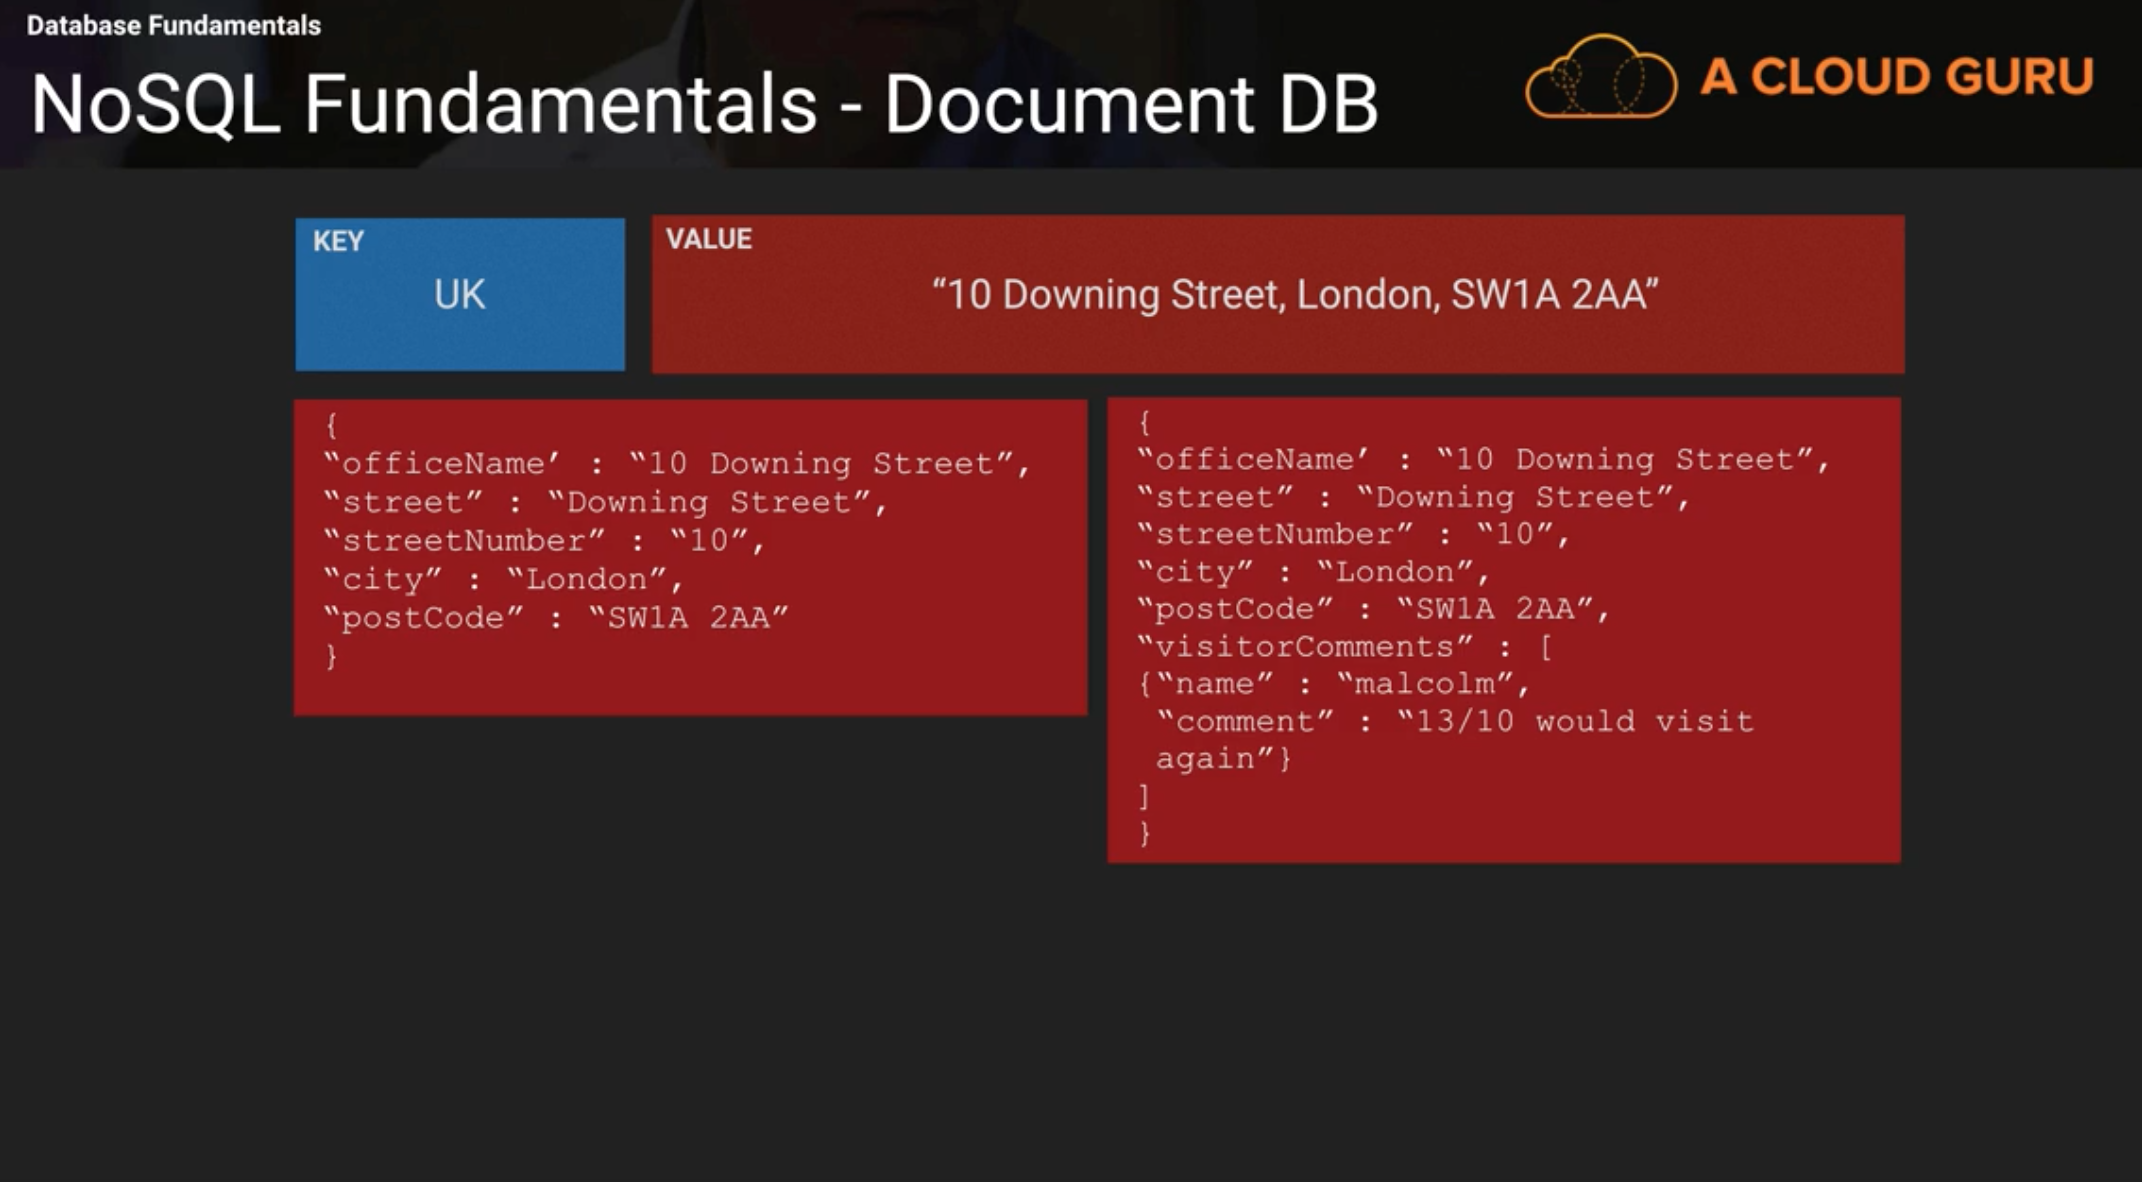 Database Fundamentals
NoSQL Fundamentals - Document DB
A CLOUD GURU
KEY
UK
VALUE
“10 Downing Street, London, SW1A 2AA”
{
“officeName’ : “10 Downing Street”,
“street” : “Downing Street”,
“streetNumber” : “10”,
“city” : “London”,
“postCode” : “SW1A 2AA”
}
{
“officeName’ : “10 Downing Street”,
“street” : “Downing Street”,
“streetNumber” : “10”,
“city” : “London”,
“postCode” : “SW1A 2AA”,
“visitorComments” : [
{“name” : “malcolm”,
“comment” : “13/10 would visit
again”}
]
}